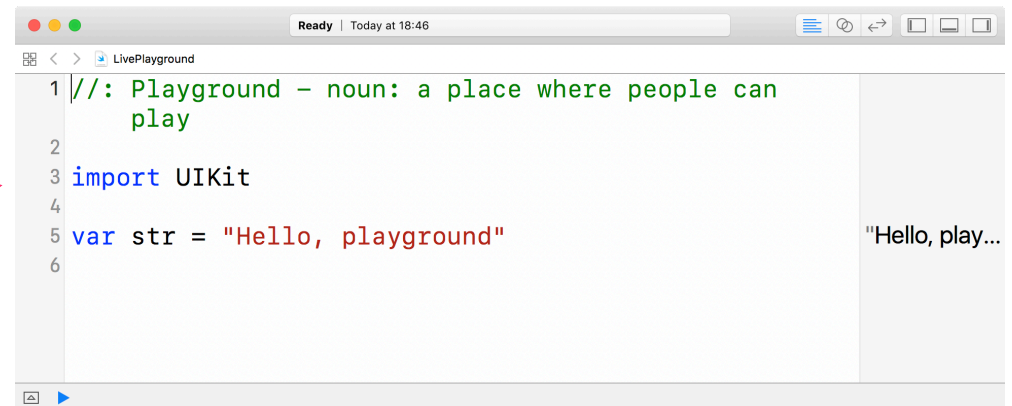 Ready | Today at 18:46
LivePlayground
1 //: Playground – noun: a place where people can
play
2
3 import UIKit
4
5 var str = "Hello, playground" "Hello, play...
6